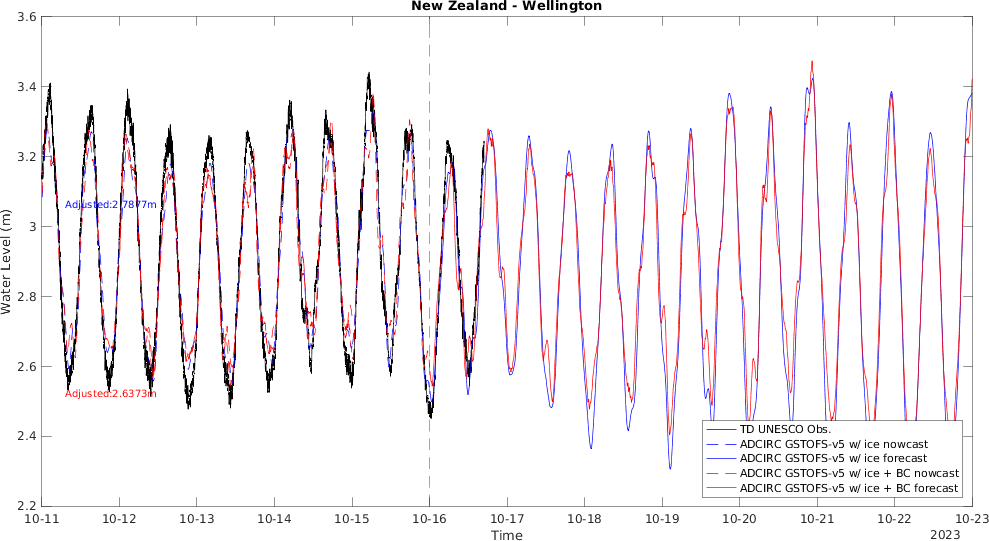 New Zealand - Wellington
Water Level (m)
3.6
3.4
3.2
3
2.8
2.6
2.4
2.2
Adjusted:2.7877m
Adjusted:2.6373m
TD UNESCO Obs.
ADCIRC GSTOFS-v5 w/ ice nowcast
ADCIRC GSTOFS-v5 w/ ice forecast
ADCIRC GSTOFS-v5 w/ ice + BC nowcast
ADCIRC GSTOFS-v5 w/ ice + BC forecast
10-11 10-12 10-13 10-14 10-15 10-16 10-17 10-18 10-19 10-20 10-21 10-22 10-23
Time
2023